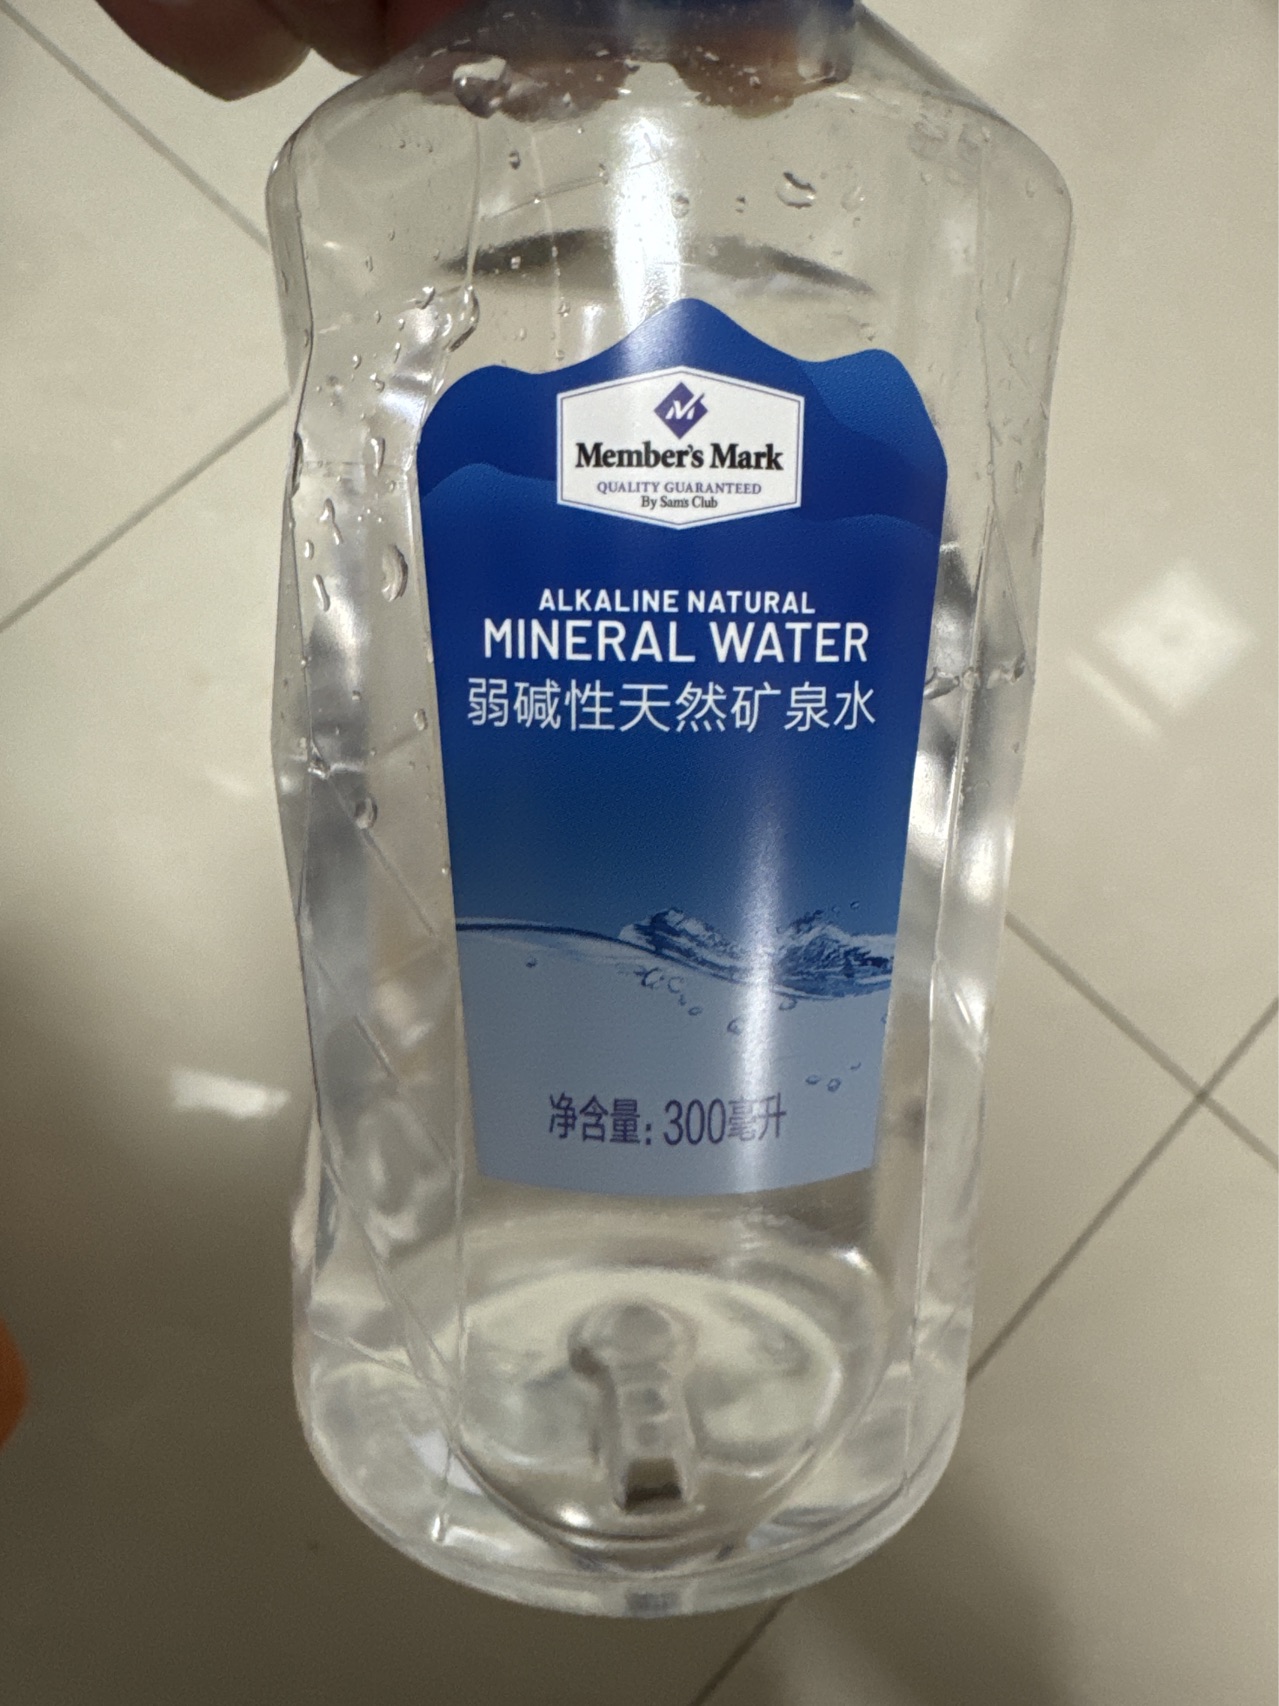 Member's Mark
QUALITY GUARANTEED
By Sam's Club
ALKALINE NATURAL
MINERAL WATER
弱碱性天然矿泉水
净含量: 300毫升